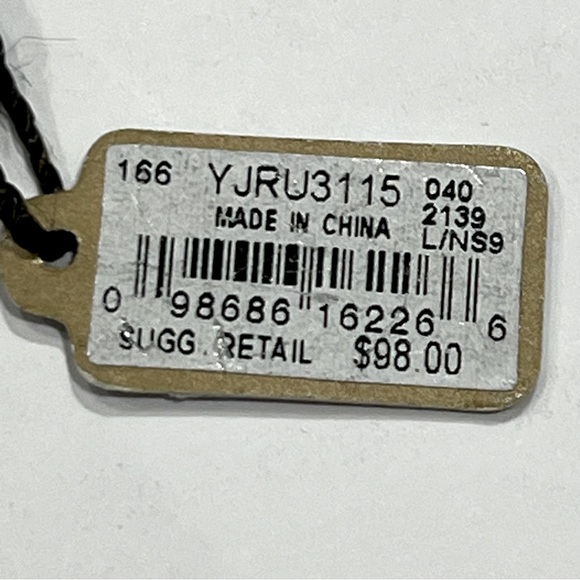 166 YJRU3115 040
MADE IN CHINA 2139
L/NS9
0 98686 16226 6
SUGG. RETAIL $98.00